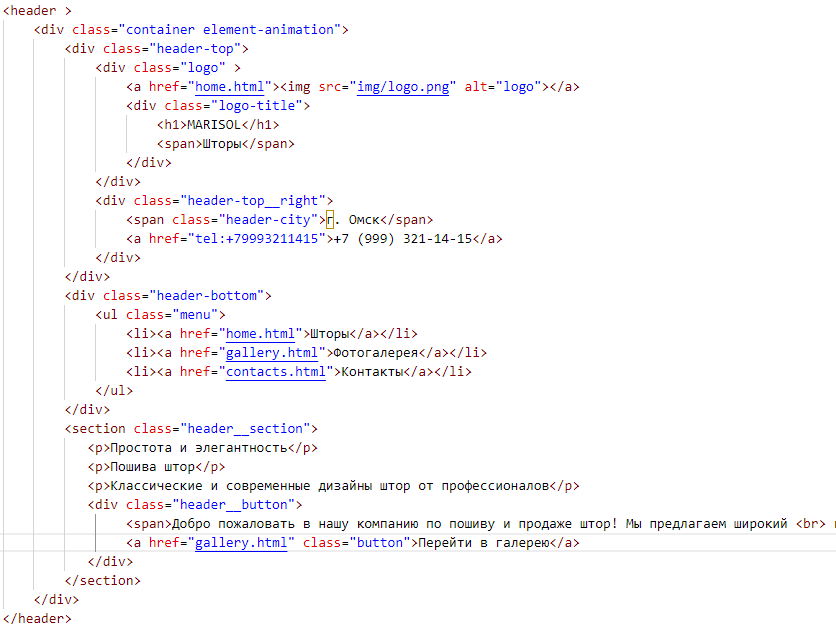 <header >
<div class="container element-animation">
<div class="header-top">
<div class="logo" >
<a href="home.html"><img src="img/logo.png" alt="logo"></a>
<div class="logo-title">
<h1>MARISOL</h1>
<span>Шторы</span>
</div>
</div>
<div class="header-top__right">
<span class="header-city">г. Омск</span>
<a href="tel:+79993211415">+7 (999) 321-14-15</a>
</div>
</div>
<div class="header-bottom">
<ul class="menu">
<li><a href="home.html">Шторы</a></li>
<li><a href="gallery.html">Фотогалерея</a></li>
<li><a href="contacts.html">Контакты</a></li>
</ul>
</div>
<section class="header__section">
<p>Простота и элегантность</p>
<p>Пошива штор</p>
<p>Классические и современные дизайны штор от профессионалов</p>
<div class="header__button">
<span>Добро пожаловать в нашу компанию по пошиву и продаже штор! Мы предлагаем широкий <br>
<a href="gallery.html" class="button">Перейти в галерею</a>
</div>
</section>
</div>
</header>